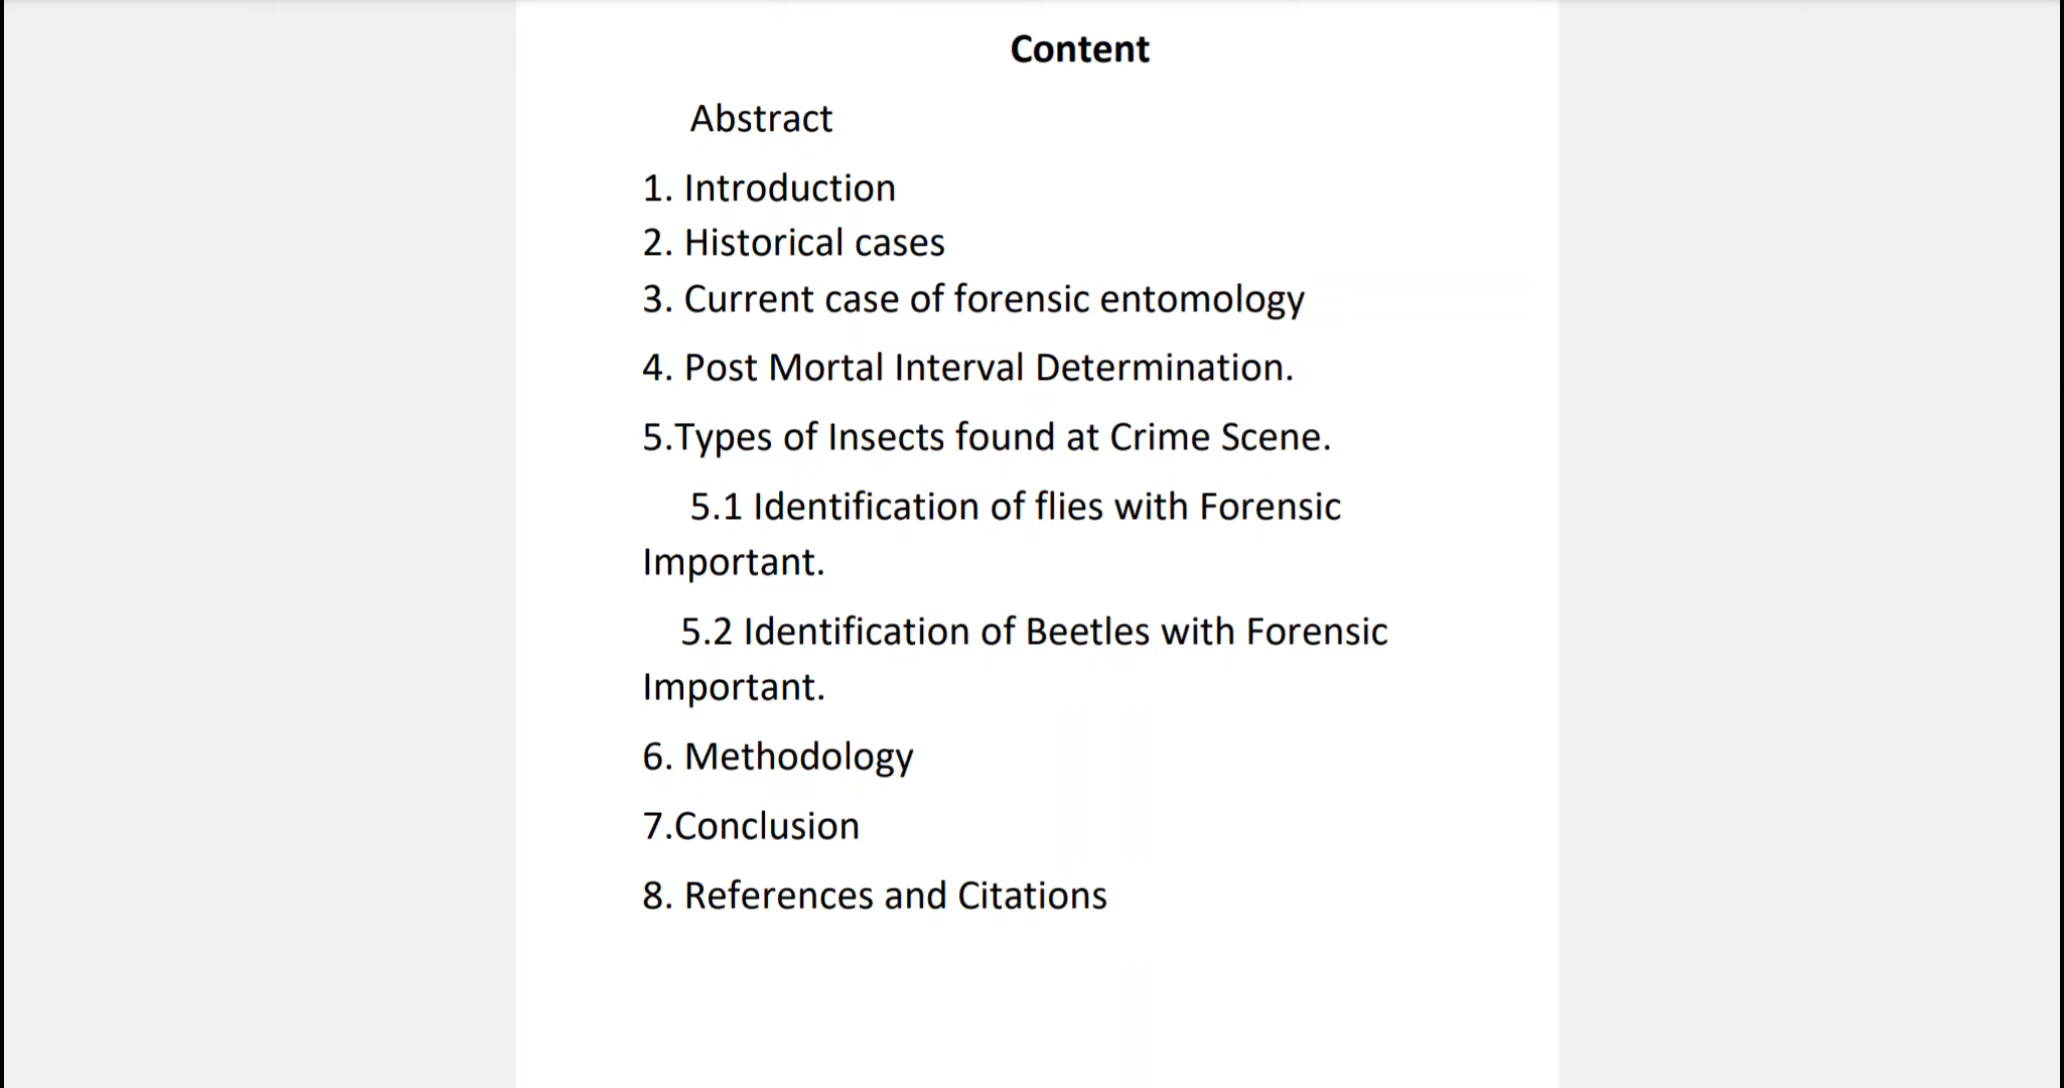 Content
Abstract
1. Introduction
2. Historical cases
3. Current case of forensic entomology
4. Post Mortal Interval Determination.
5.Types of Insects found at Crime Scene.
5.1 Identification of flies with Forensic
Important.
5.2 Identification of Beetles with Forensic
Important.
6. Methodology
7.Conclusion
8. References and Citations